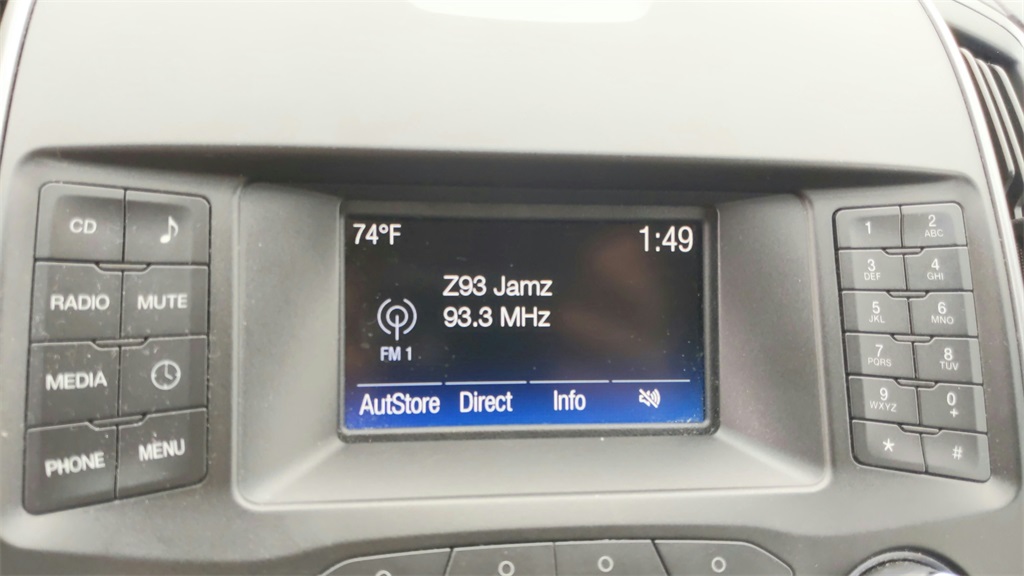 CD
RADIO MUTE
MEDIA
PHONE MENU
74°F 1:49
Z93 Jamz
93.3 MHz
FM 1
AutStore Direct Info
1 2 ABC
3 DEF 4 GHI
5 JKL 6 MNO
7 PQRS 8 TUV
9 WXYZ 0 +
* #